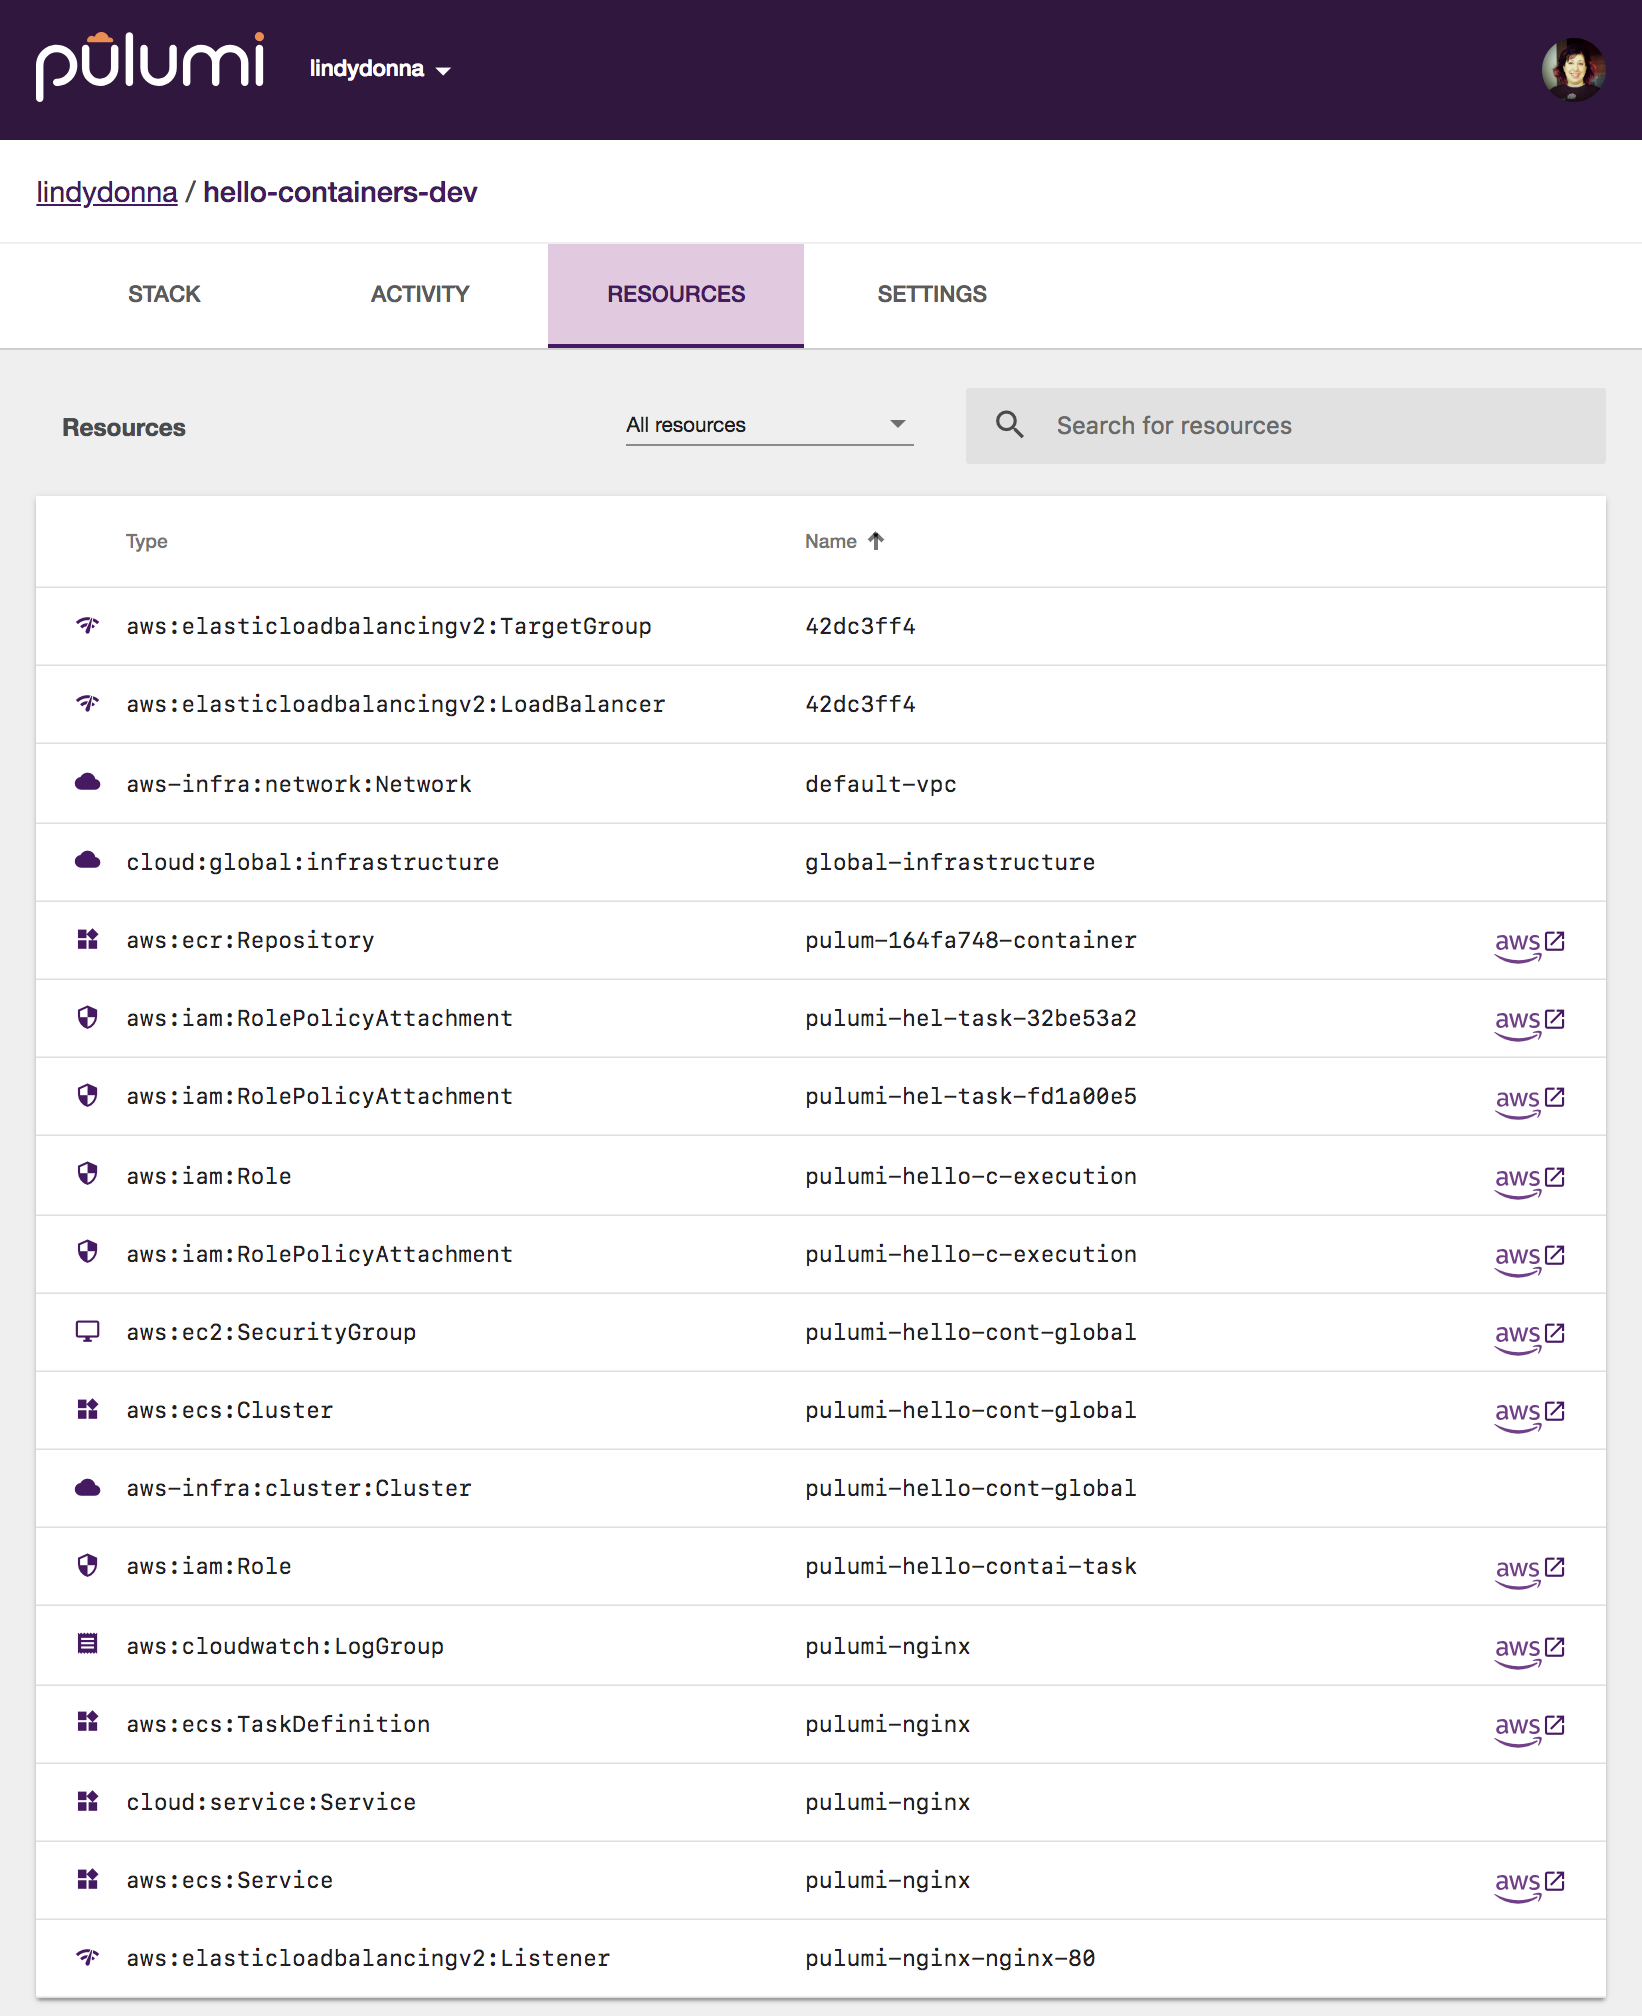 pulumi lindydonna
lindydonna / hello-containers-dev
STACK ACTIVITY RESOURCES SETTINGS
Resources All resources Search for resources
Type Name
aws:elasticloadbalancingv2:TargetGroup 42dc3ff4
aws:elasticloadbalancingv2:LoadBalancer 42dc3ff4
aws-infra:network:Network default-vpc
cloud:global:infrastructure global-infrastructure
aws:ecr:Repository pulum-164fa748-container aws
aws:iam:RolePolicyAttachment pulumi-hel-task-32be53a2 aws
aws:iam:RolePolicyAttachment pulumi-hel-task-fd1a00e5 aws
aws:iam:Role pulumi-hello-c-execution aws
aws:iam:RolePolicyAttachment pulumi-hello-c-execution aws
aws:ec2:SecurityGroup pulumi-hello-cont-global aws
aws:ecs:Cluster pulumi-hello-cont-global aws
aws-infra:cluster:Cluster pulumi-hello-cont-global
aws:iam:Role pulumi-hello-contai-task aws
aws:cloudwatch:LogGroup pulumi-nginx aws
aws:ecs:TaskDefinition pulumi-nginx aws
cloud:service:Service pulumi-nginx
aws:ecs:Service pulumi-nginx aws
aws:elasticloadbalancingv2:Listener pulumi-nginx-nginx-80